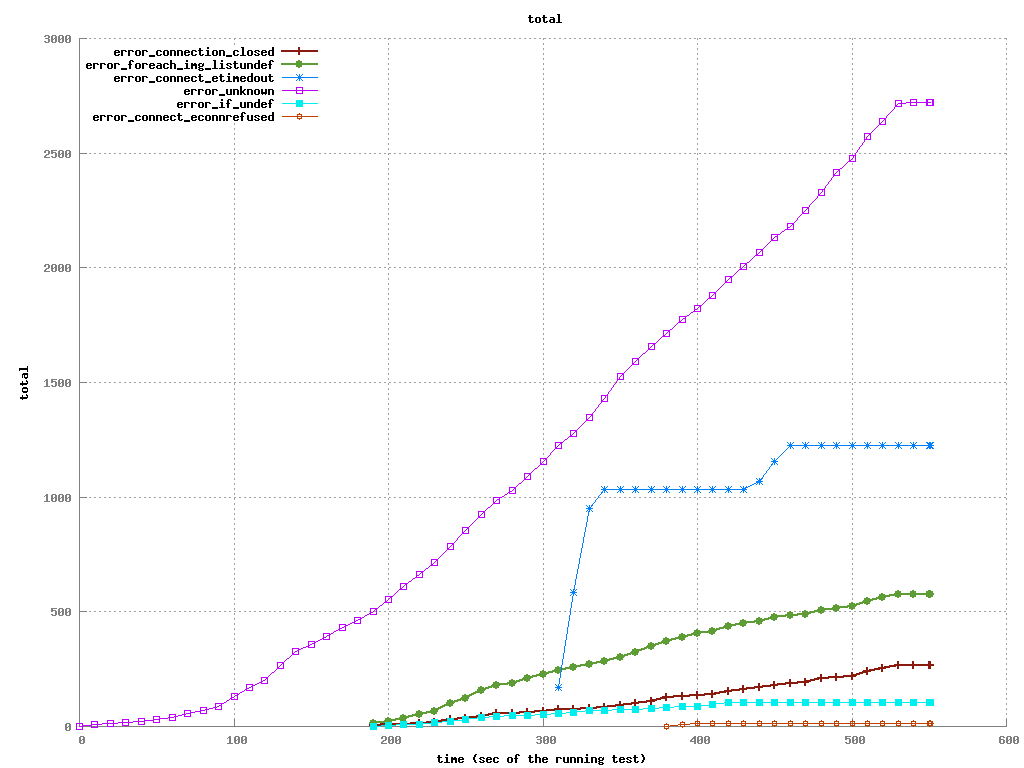 total
3000
error_connection_closed
error_foreach_img_listundef
error_connect_etimedout
error_unknown
error_if_undef
error_connect_econnrefused
2500
2000
total
1500
1000
500
0
0 100 200 300 400 500 600
time (sec of the running test)